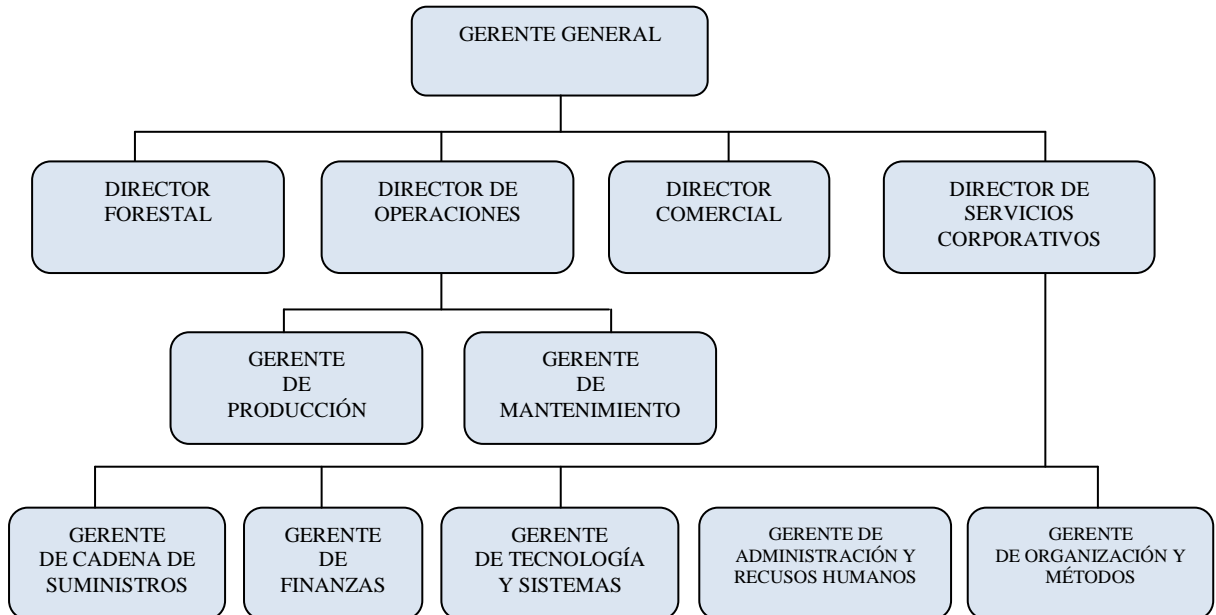 GERENTE GENERAL
DIRECTOR
FORESTAL
DIRECTOR DE
OPERACIONES
DIRECTOR
COMERCIAL
DIRECTOR DE
SERVICIOS
CORPORATIVOS
GERENTE
DE
PRODUCCIÓN
GERENTE
DE
MANTENIMIENTO
GERENTE
DE CADENA DE
SUMINISTROS
GERENTE
DE
FINANZAS
GERENTE
DE TECNOLOGÍA
Y SISTEMAS
GERENTE DE
ADMINISTRACIÓN Y
RECUSOS HUMANOS
GERENTE
DE ORGANIZACIÓN Y
MÉTODOS